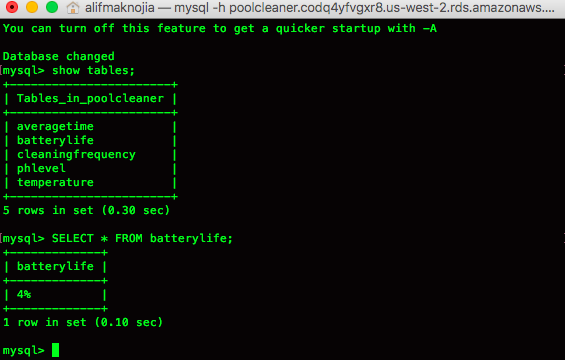 alifmaknojia — mysql -h poolcleaner.codq4yfvgxr8.us-west-2.rds.amazonaws.…
You can turn off this feature to get a quicker startup with -A
Database changed
[mysql> show tables;
+-----------------------+
| Tables_in_poolcleaner |
+-----------------------+
| averagetime           |
| batterylife           |
| cleaningfrequency     |
| phlevel               |
| temperature           |
+-----------------------+
5 rows in set (0.30 sec)
[mysql> SELECT * FROM batterylife;
+-------------+
| batterylife |
+-------------+
| 4%          |
+-------------+
1 row in set (0.10 sec)
mysql>